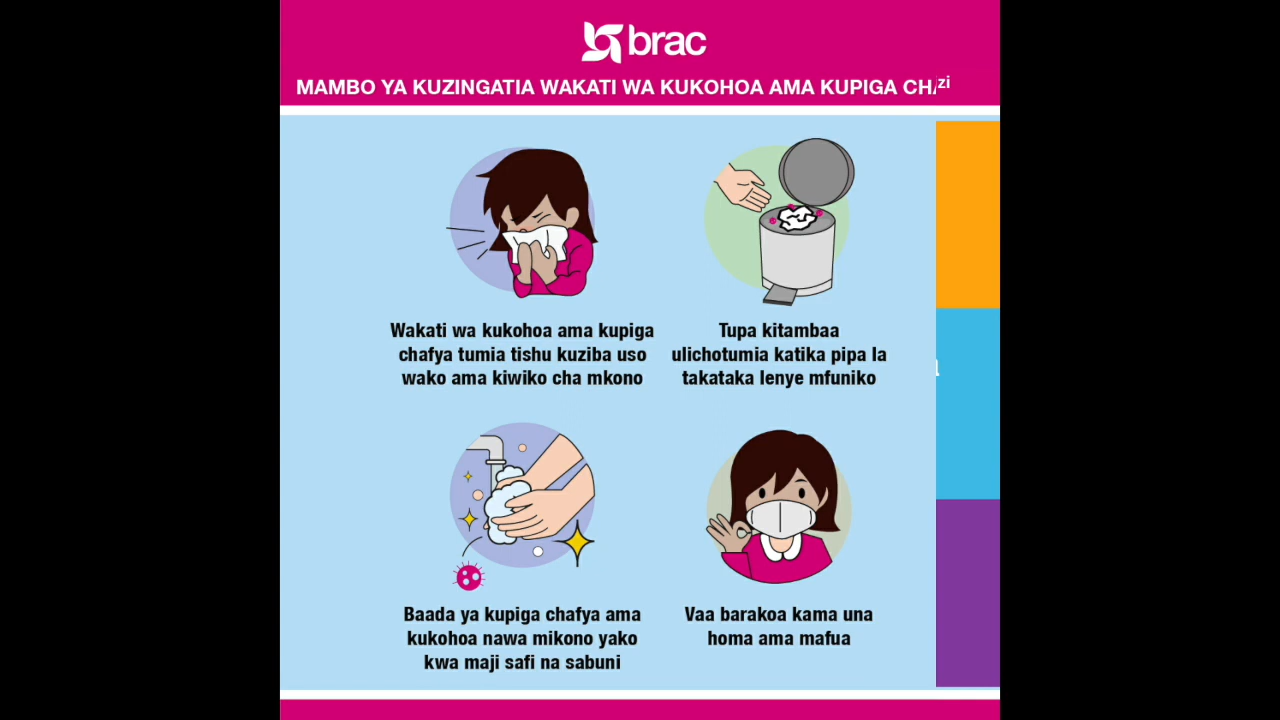 brac
MAMBO YA KUZINGATIA WAKATI WA KUKOHOA AMA KUPIGA
Wakati wa kukohoa ama kupiga
chafya tumia tishu kuziba uso
wako ama kiwiko cha mkono
Tupa kitambaa
ulichotumia katika pipa la
takataka lenye mfuniko
Baada ya kupiga chafya ama
kukohoa nawa mikono yako
kwa maji safi na sabuni
Vaa barakoa kama una
homa ama mafua